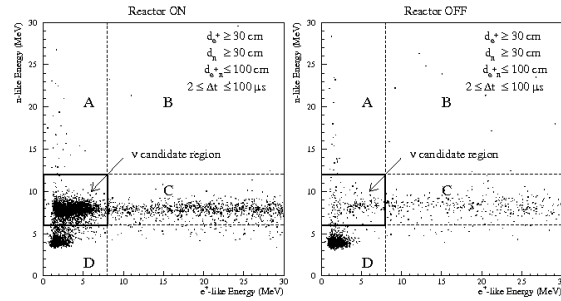 Reactor ON
n-like Energy (MeV)
30
25
20
15
10
5
0
d_e+ ≥ 30 cm
d_n ≥ 30 cm
d_e+n ≤ 100 cm
2 ≤ Δt ≤ 100 μs
A
B
ν candidate region
C
D
0 5 10 15 20 25 30
e⁺-like Energy (MeV)
Reactor OFF
n-like Energy (MeV)
30
25
20
15
10
5
0
d_e+ ≥ 30 cm
d_n ≥ 30 cm
d_e+n ≤ 100 cm
2 ≤ Δt ≤ 100 μs
A
B
ν candidate region
C
D
0 5 10 15 20 25 30
e⁺-like Energy (MeV)